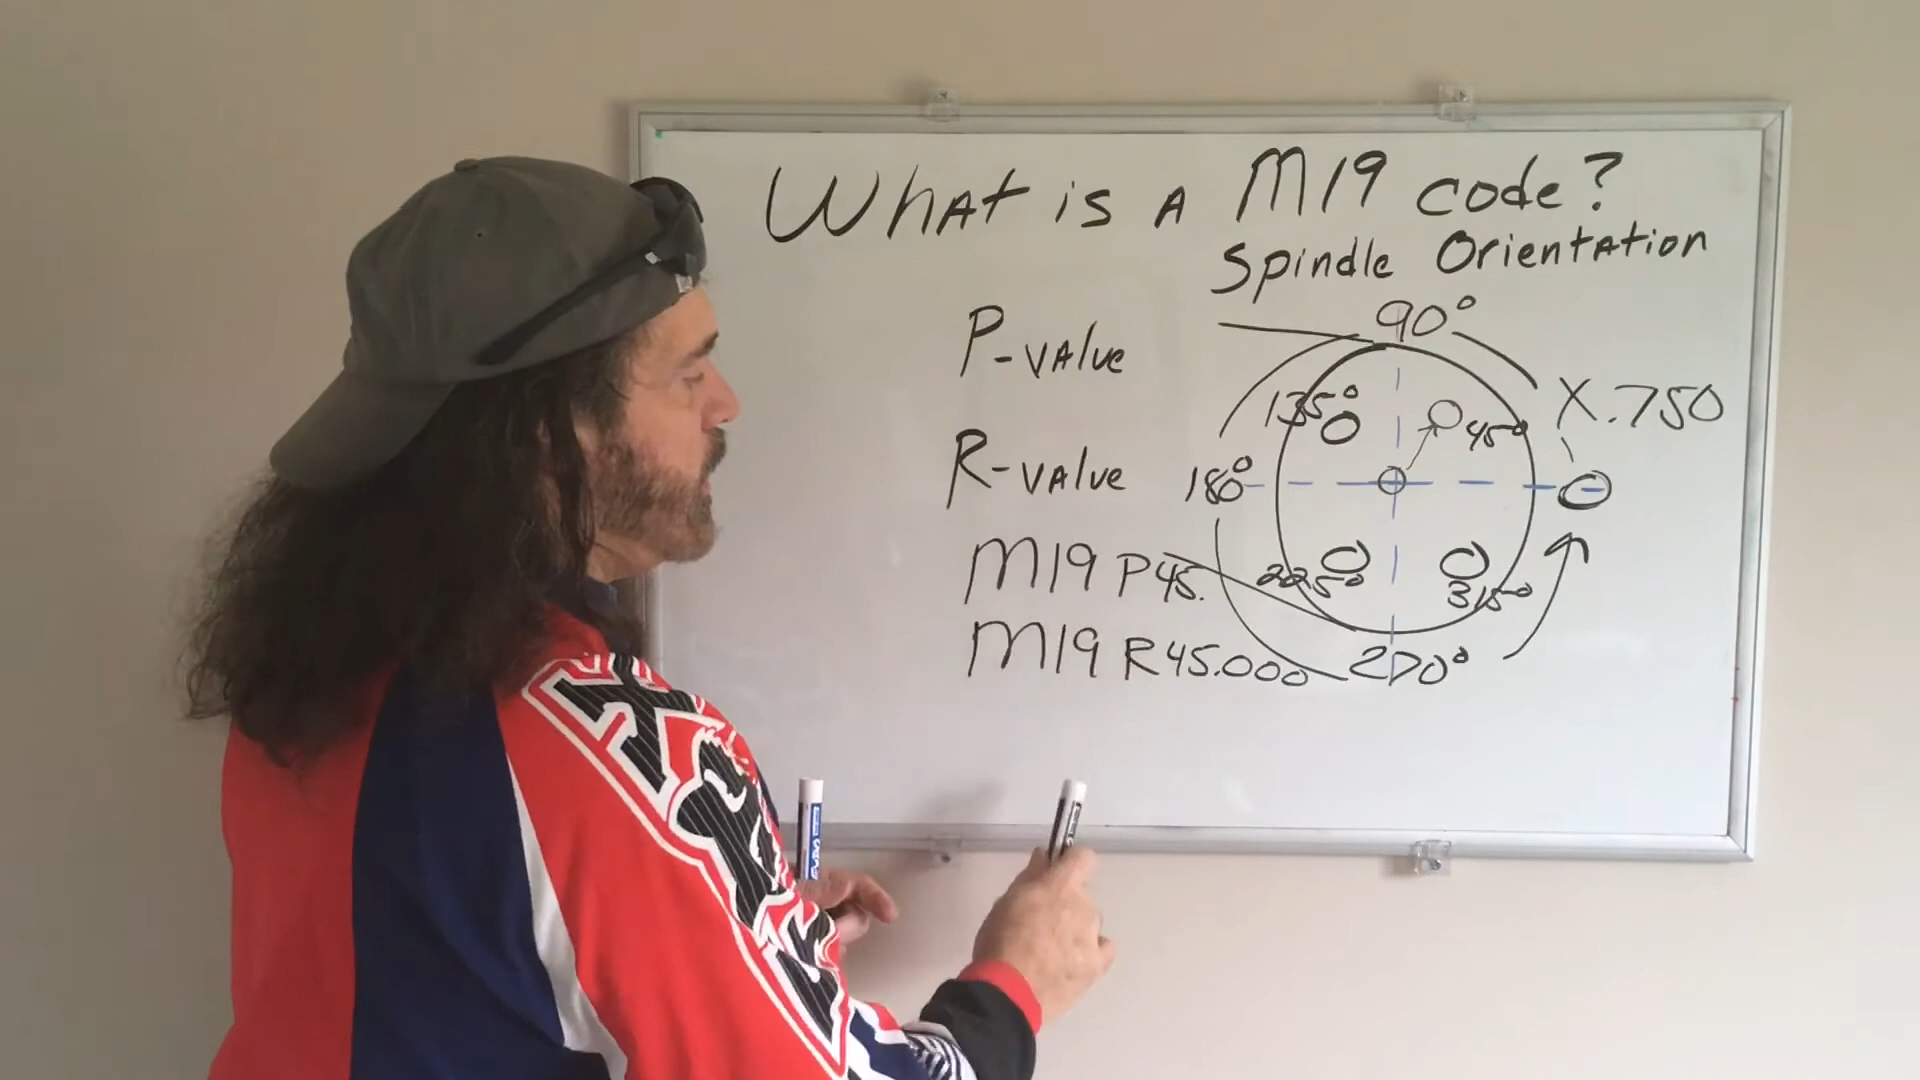 What is a M19 code?
Spindle Orientation
P-value
R-value
M19 P45.
M19 R45.000
90°
135°
45°
X.750
180°
225°
315°
270°